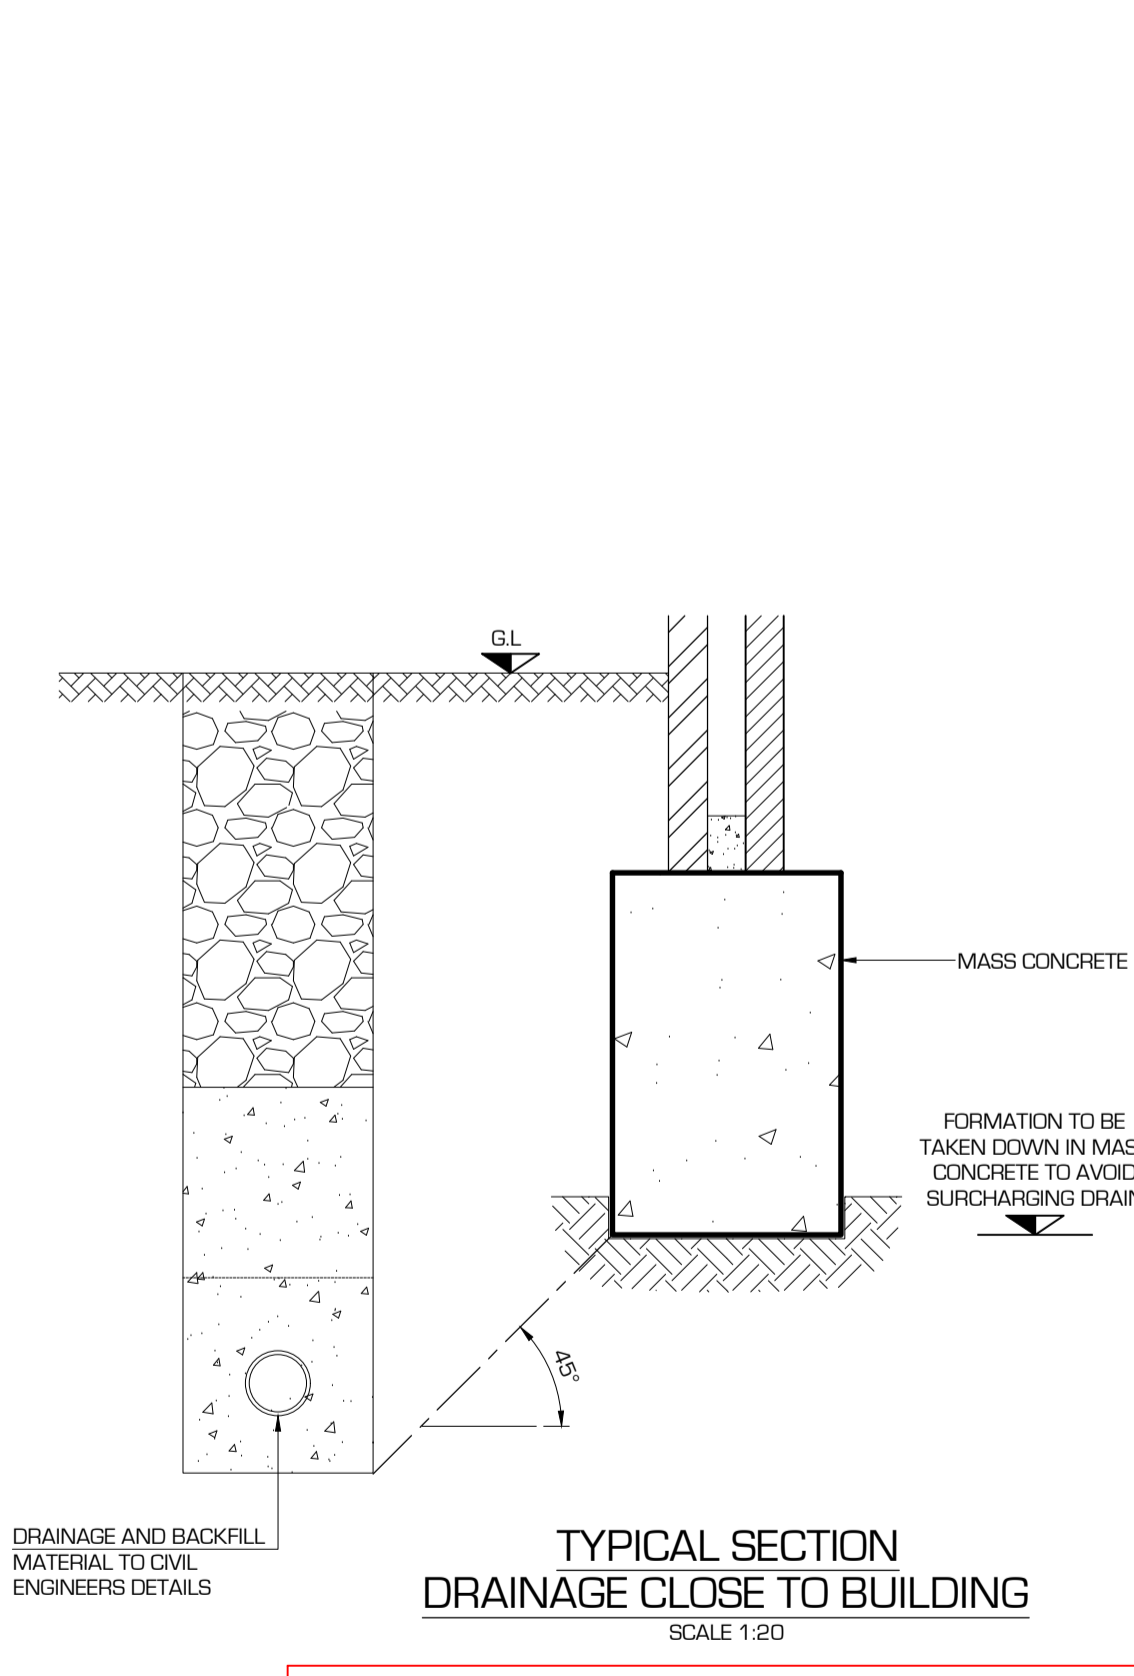 G.L
MASS CONCRETE
FORMATION TO BE
TAKEN DOWN IN MAS
CONCRETE TO AVOID
SURCHARGING DRAIN
45°
DRAINAGE AND BACKFILL
MATERIAL TO CIVIL
ENGINEERS DETAILS
TYPICAL SECTION
DRAINAGE CLOSE TO BUILDING
SCALE 1:20